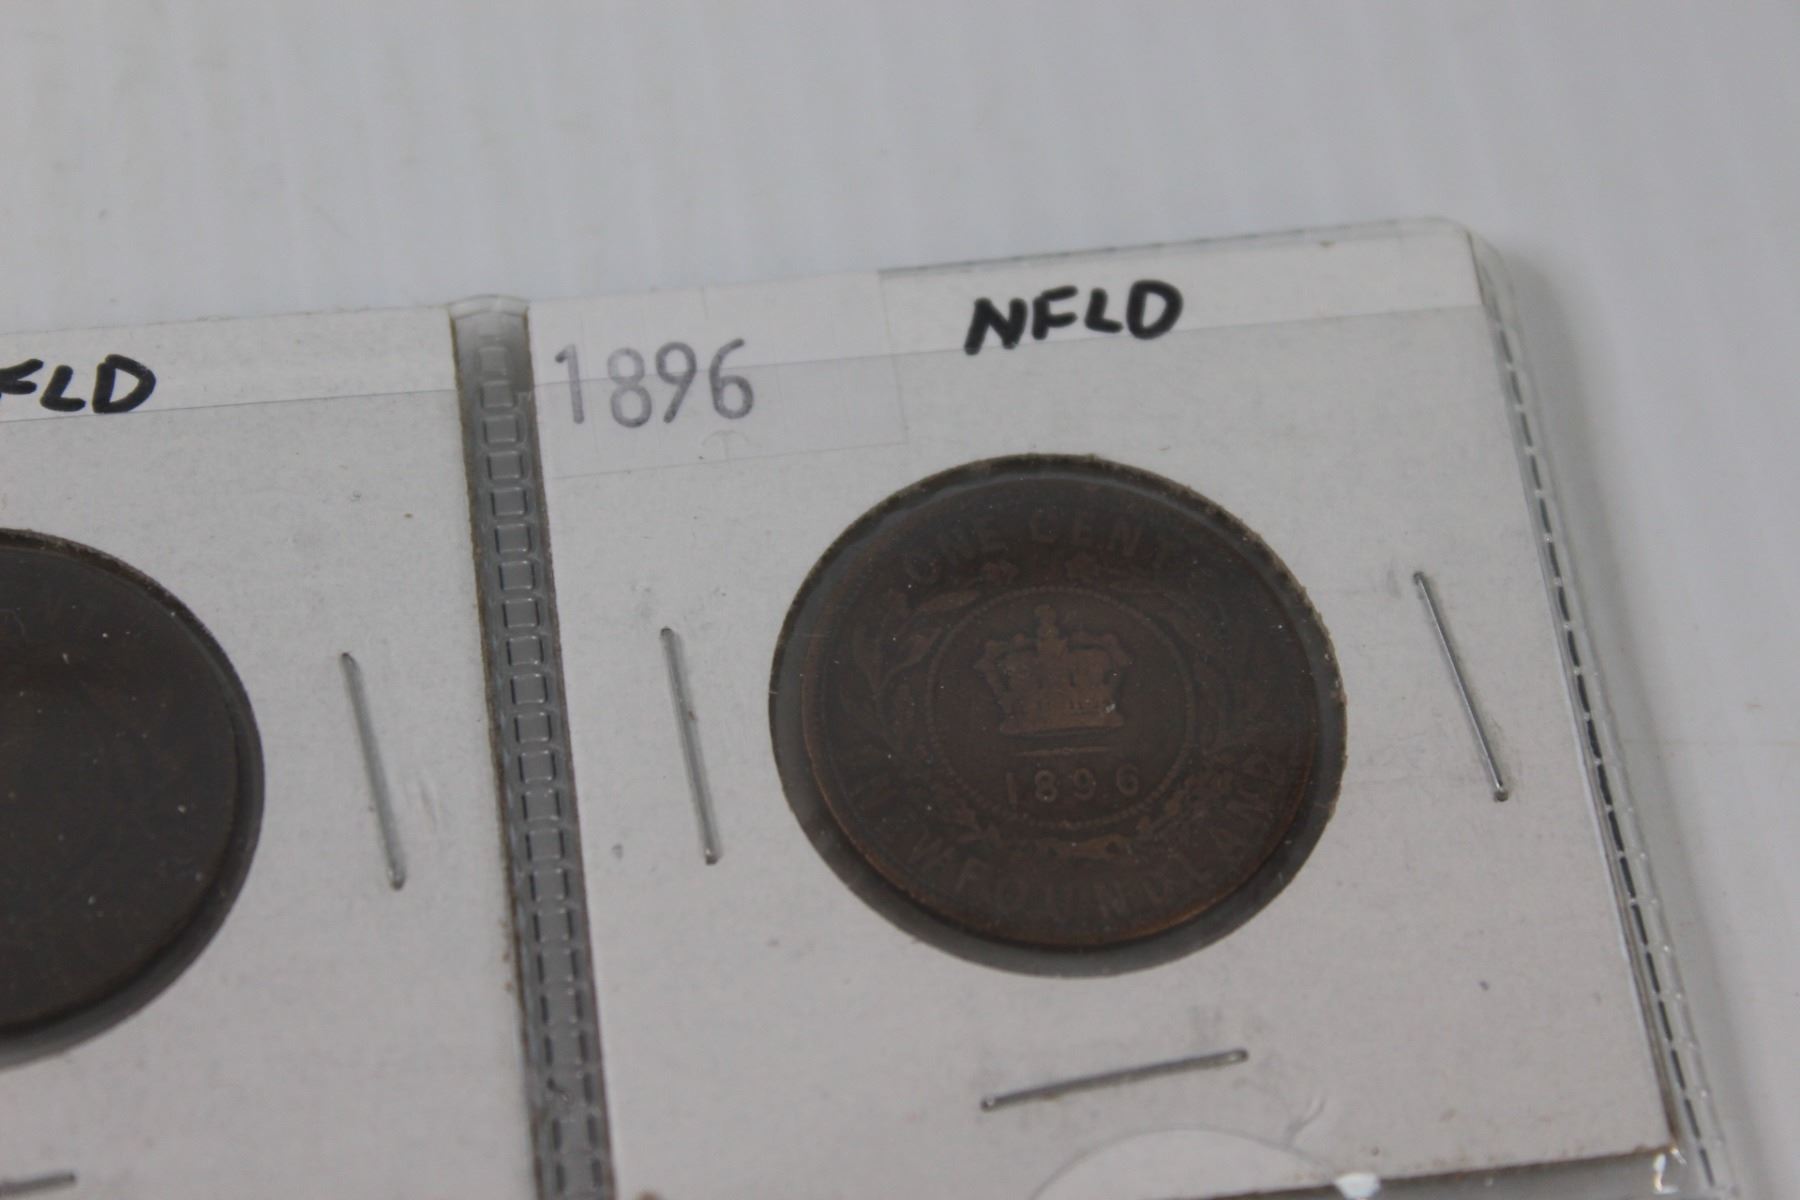 FLD
1896
NFLD
ONE CENT
1896
NEWFOUNDLAND